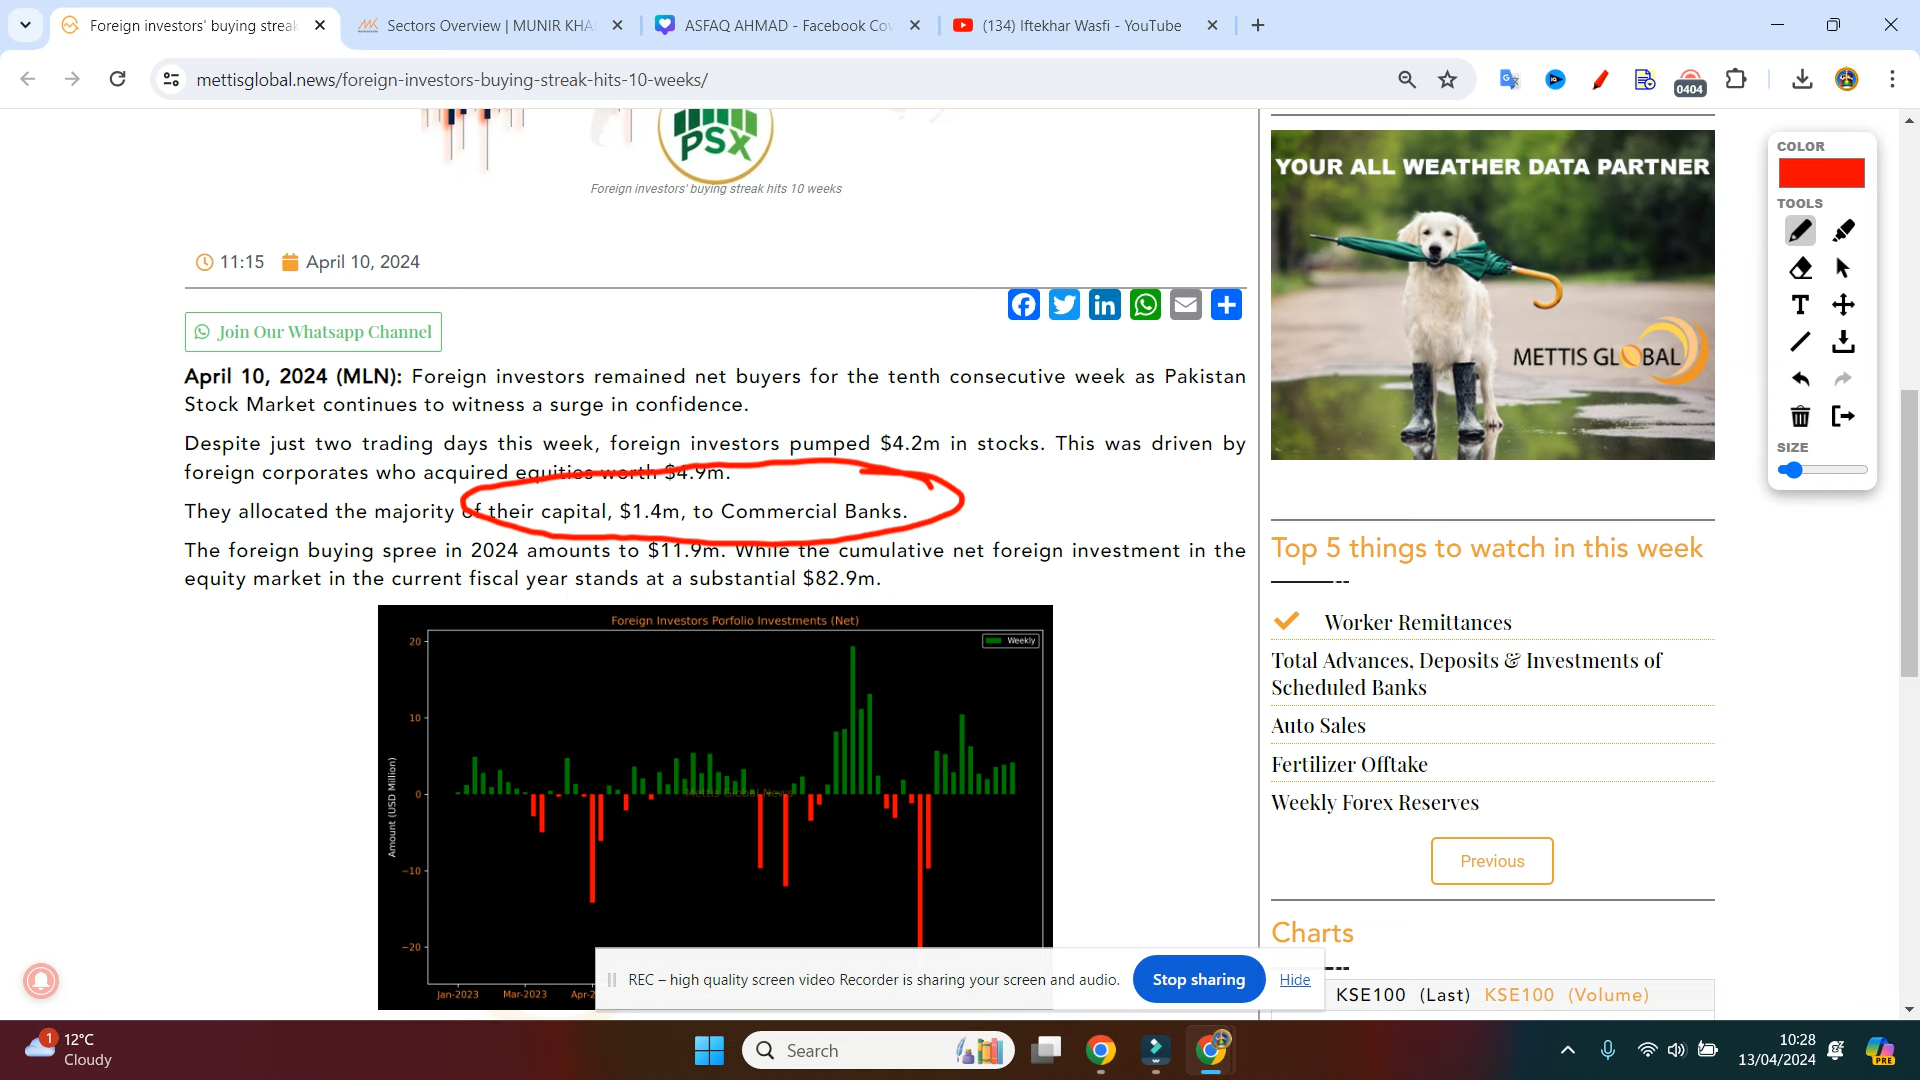 Foreign investors' buying streak
Sectors Overview | MUNIR KHA
ASFAQ AHMAD - Facebook Cov
(134) Iftekhar Wasfi - YouTube
mettisglobal.news/foreign-investors-buying-streak-hits-10-weeks/
0404
PSX
Foreign investors' buying streak hits 10 weeks
11:15 April 10, 2024
Join Our Whatsapp Channel
April 10, 2024 (MLN): Foreign investors remained net buyers for the tenth consecutive week as Pakistan
Stock Market continues to witness a surge in confidence.
Despite just two trading days this week, foreign investors pumped $4.2m in stocks. This was driven by
foreign corporates who acquired equities worth $4.9m.
They allocated the majority of their capital, $1.4m, to Commercial Banks.
The foreign buying spree in 2024 amounts to $11.9m. While the cumulative net foreign investment in the
equity market in the current fiscal year stands at a substantial $82.9m.
Foreign Investors Porfolio Investments (Net)
Weekly
20
10
0
−10
−20
Amount (USD Million)
Mettis Global News
Jan-2023 Mar-2023 Apr-2
YOUR ALL WEATHER DATA PARTNER
METTIS GLOBAL
Top 5 things to watch in this week
Worker Remittances
Total Advances, Deposits & Investments of
Scheduled Banks
Auto Sales
Fertilizer Offtake
Weekly Forex Reserves
Previous
Charts
KSE100 (Last) KSE100 (Volume)
COLOR
TOOLS
T
SIZE
REC – high quality screen video Recorder is sharing your screen and audio.
Stop sharing
Hide
1
12°C
Cloudy
Search
10:28
13/04/2024
PRE